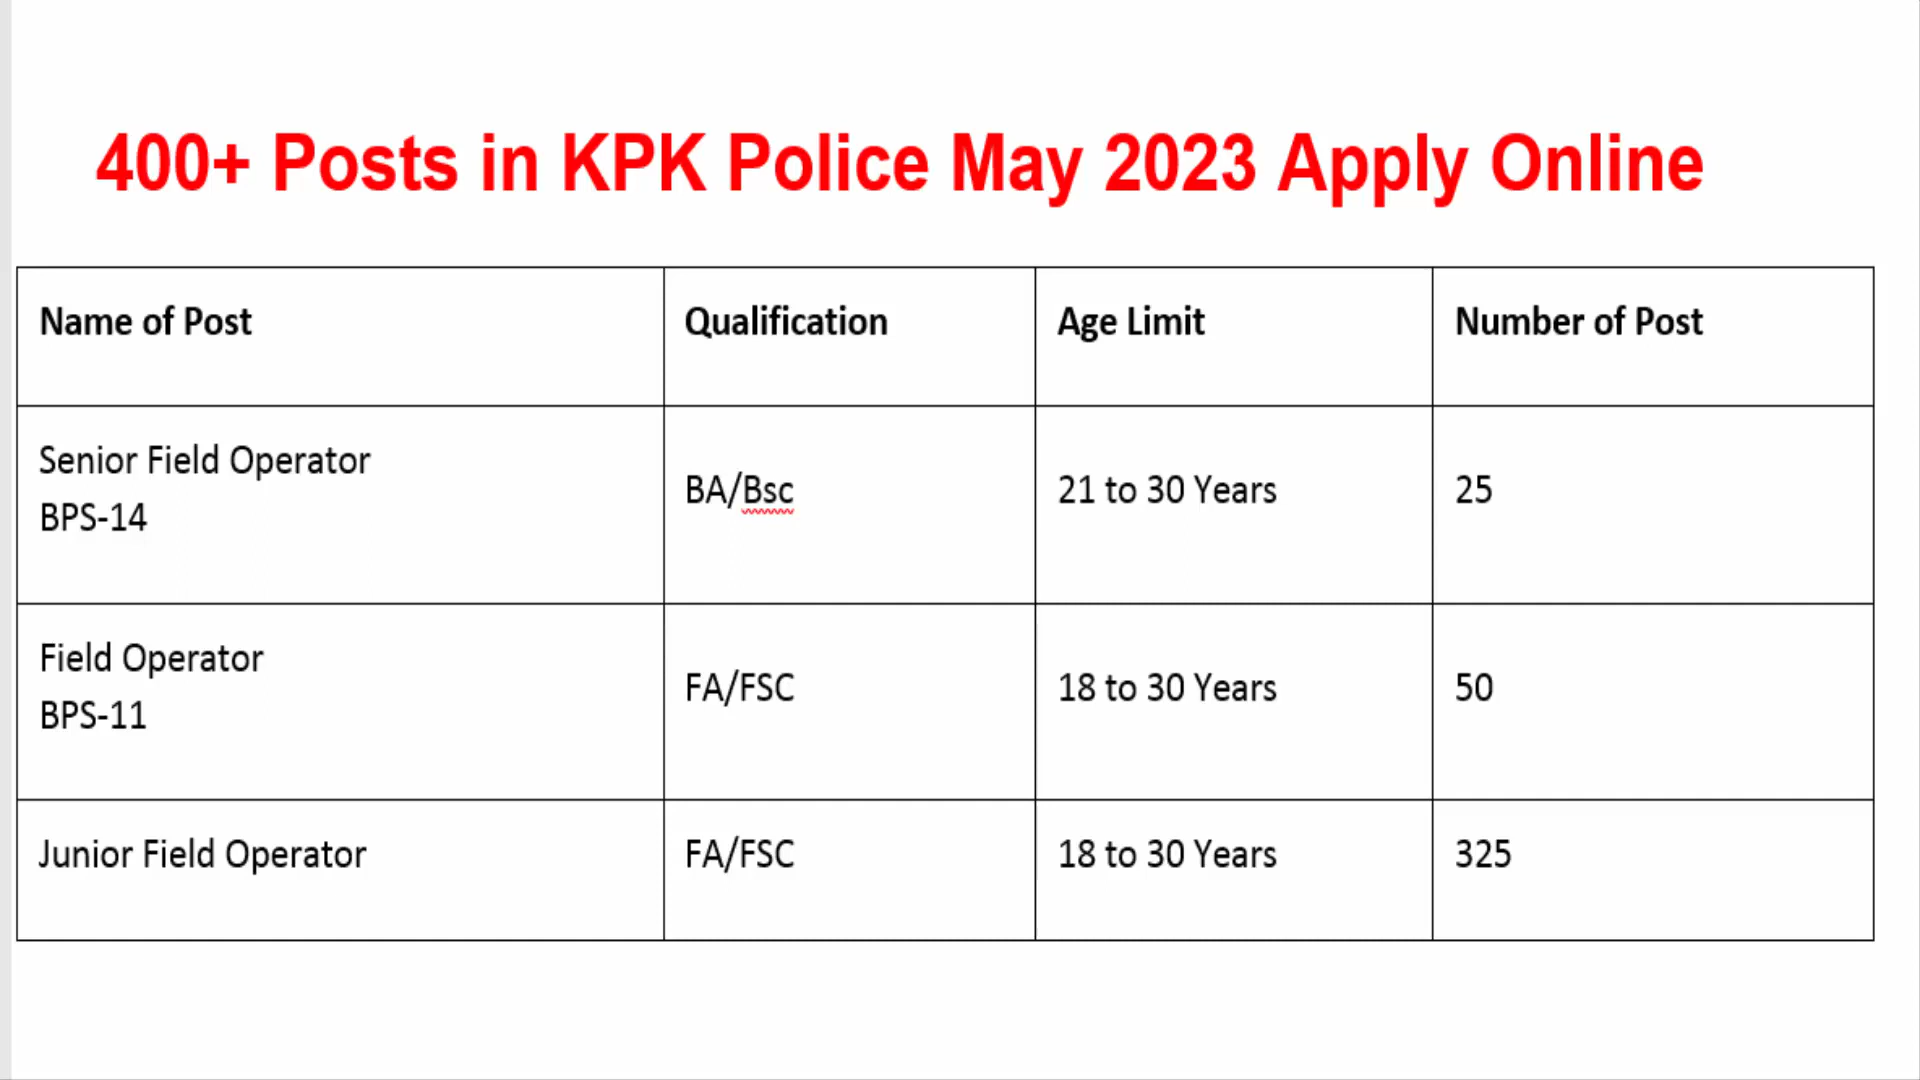 400+ Posts in KPK Police May 2023 Apply Online
Name of Post Qualification Age Limit Number of Post
Senior Field Operator
BPS-14
BA/Bsc 21 to 30 Years 25
Field Operator
BPS-11
FA/FSC 18 to 30 Years 50
Junior Field Operator FA/FSC 18 to 30 Years 325